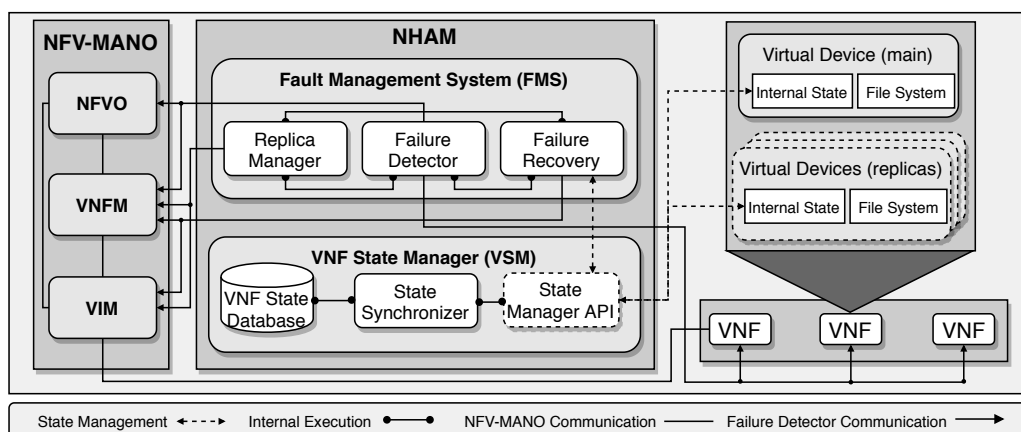 NFV-MANO
NFVO
VNFM
VIM
NHAM
Fault Management System (FMS)
Replica
Manager
Failure
Detector
Failure
Recovery
VNF State Manager (VSM)
VNF State
Database
State
Synchronizer
State
Manager API
Virtual Device (main)
Internal State
File System
Virtual Devices (replicas)
Internal State
File System
VNF
VNF
VNF
State Management
Internal Execution
NFV-MANO Communication
Failure Detector Communication